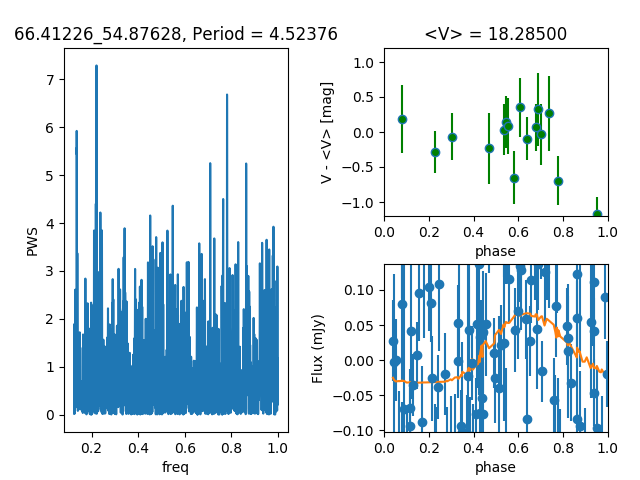 66.41226_54.87628, Period = 4.52376
<V> = 18.28500
PWS
7
6
5
4
3
2
1
0
0.2 0.4 0.6 0.8 1.0
freq
V - <V> [mag]
1.0
0.5
0.0
−0.5
−1.0
0.0 0.2 0.4 0.6 0.8 1.0
phase
Flux (mJy)
0.10
0.05
0.00
−0.05
−0.10
0.0 0.2 0.4 0.6 0.8 1.0
phase